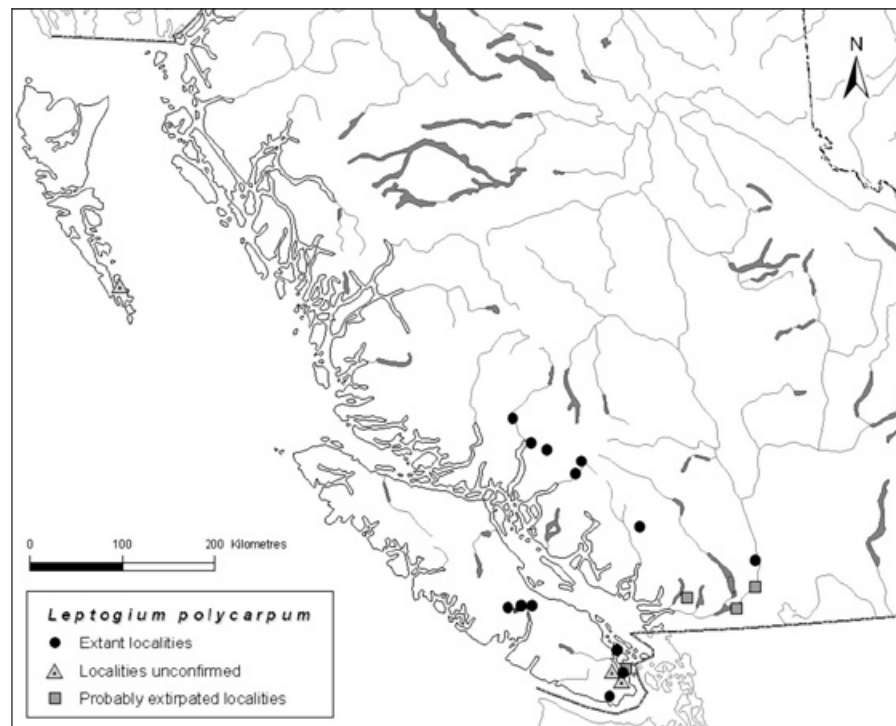 N
0 100 200 Kilometres
Leptogium polycarpum
Extant localities
Localities unconfirmed
Probably extirpated localities